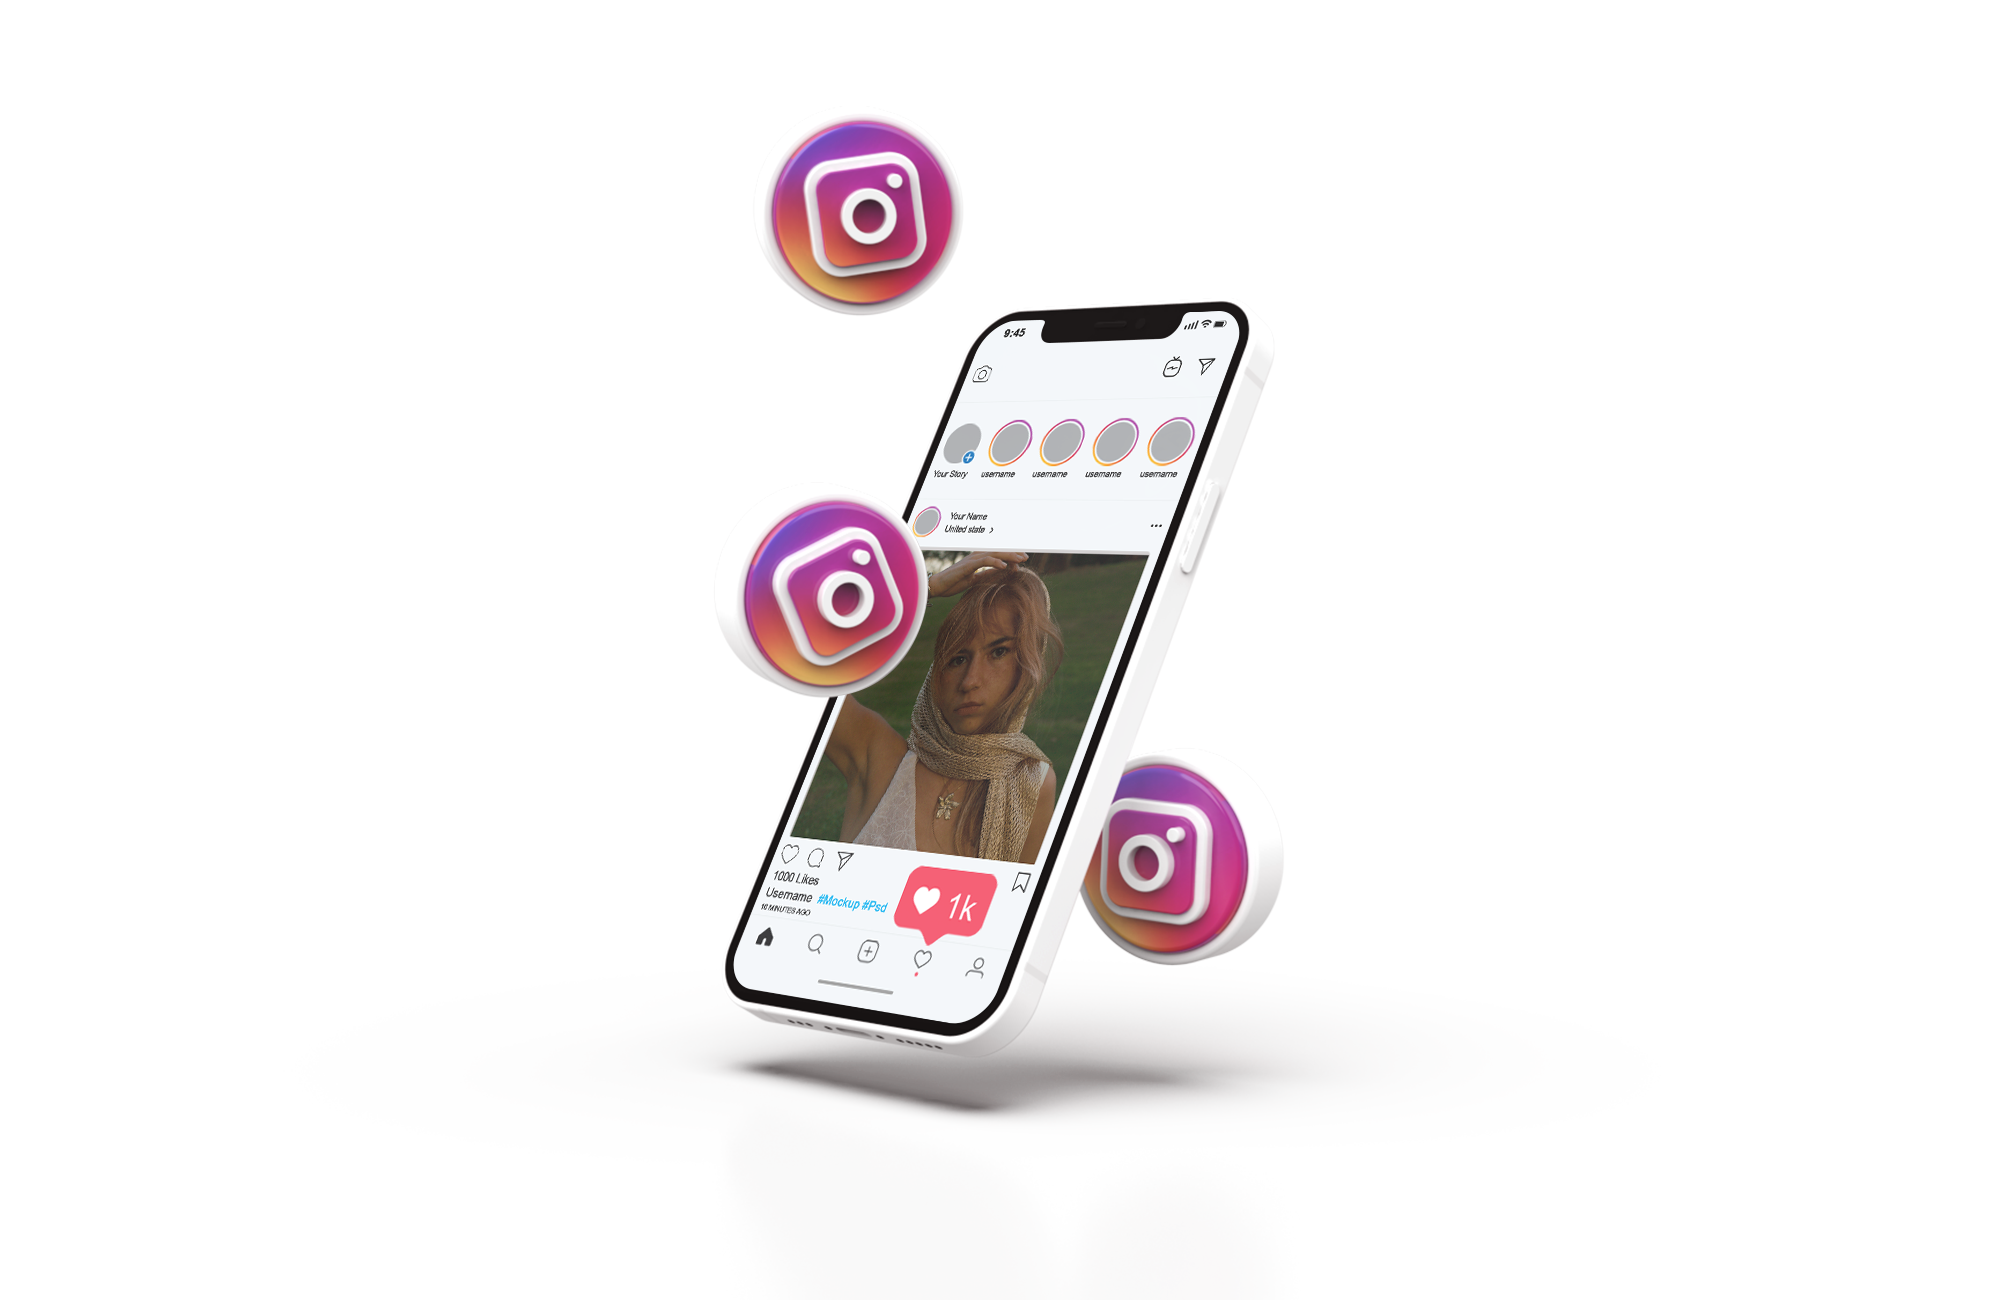 9:45
Your Story
username
username
username
username
Your Name
United state >
1000 Likes
Username #Mockup #Psd
10 MINUTES AGO
1k